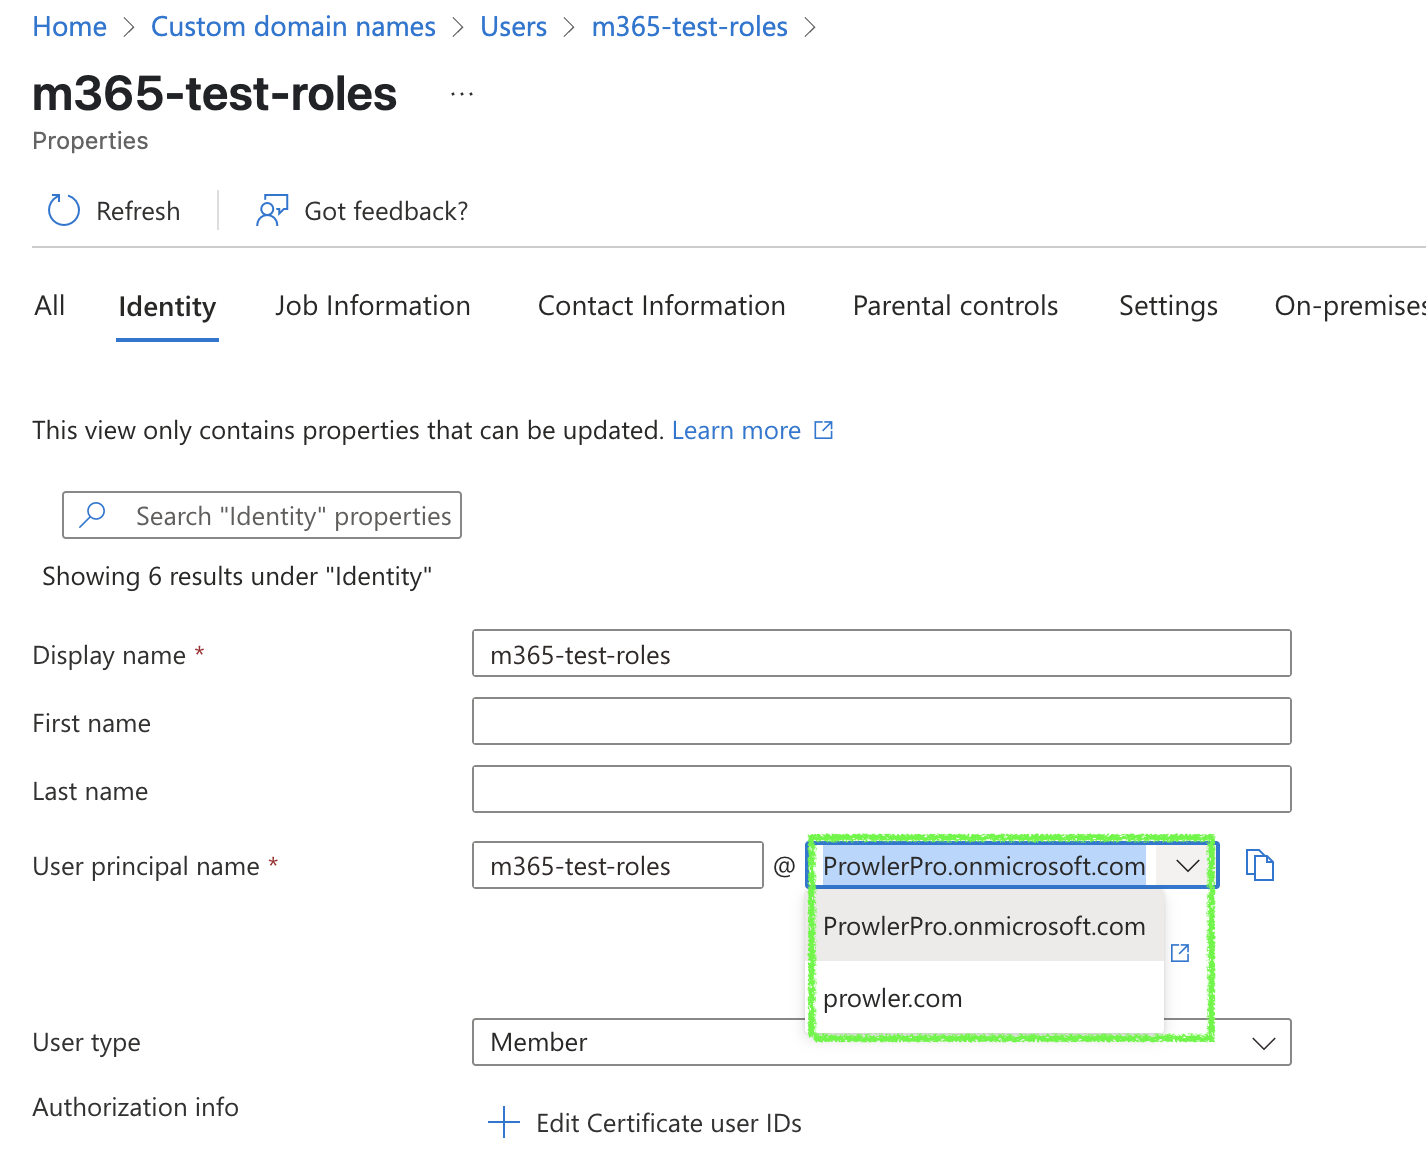 Home > Custom domain names > Users > m365-test-roles >
m365-test-roles ...
Properties
Refresh Got feedback?
All Identity Job Information Contact Information Parental controls Settings On-premises
This view only contains properties that can be updated. Learn more
Search "Identity" properties
Showing 6 results under "Identity"
Display name * m365-test-roles
First name
Last name
User principal name * m365-test-roles @ ProwlerPro.onmicrosoft.com
ProwlerPro.onmicrosoft.com
prowler.com
User type Member
Authorization info
Edit Certificate user IDs